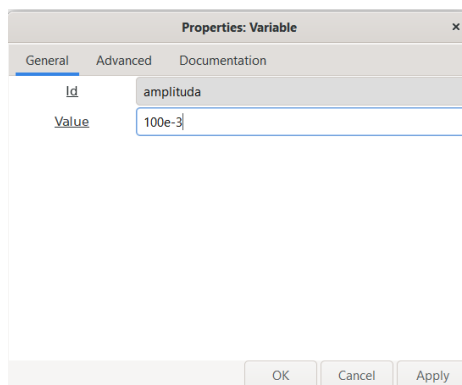 Properties: Variable ×
General Advanced Documentation
Id amplituda
Value 100e-3
OK Cancel Apply